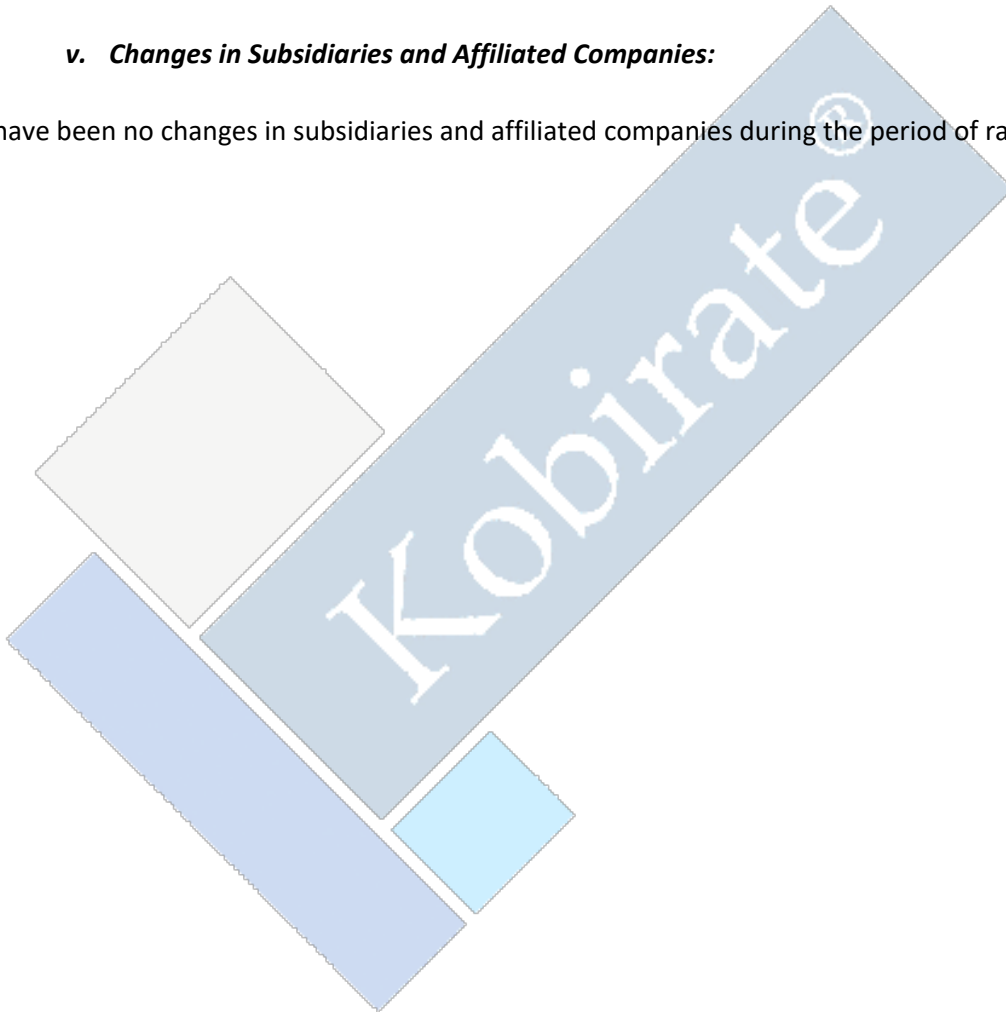 v. Changes in Subsidiaries and Affiliated Companies:
have been no changes in subsidiaries and affiliated companies during the period of ra
Kobirate®